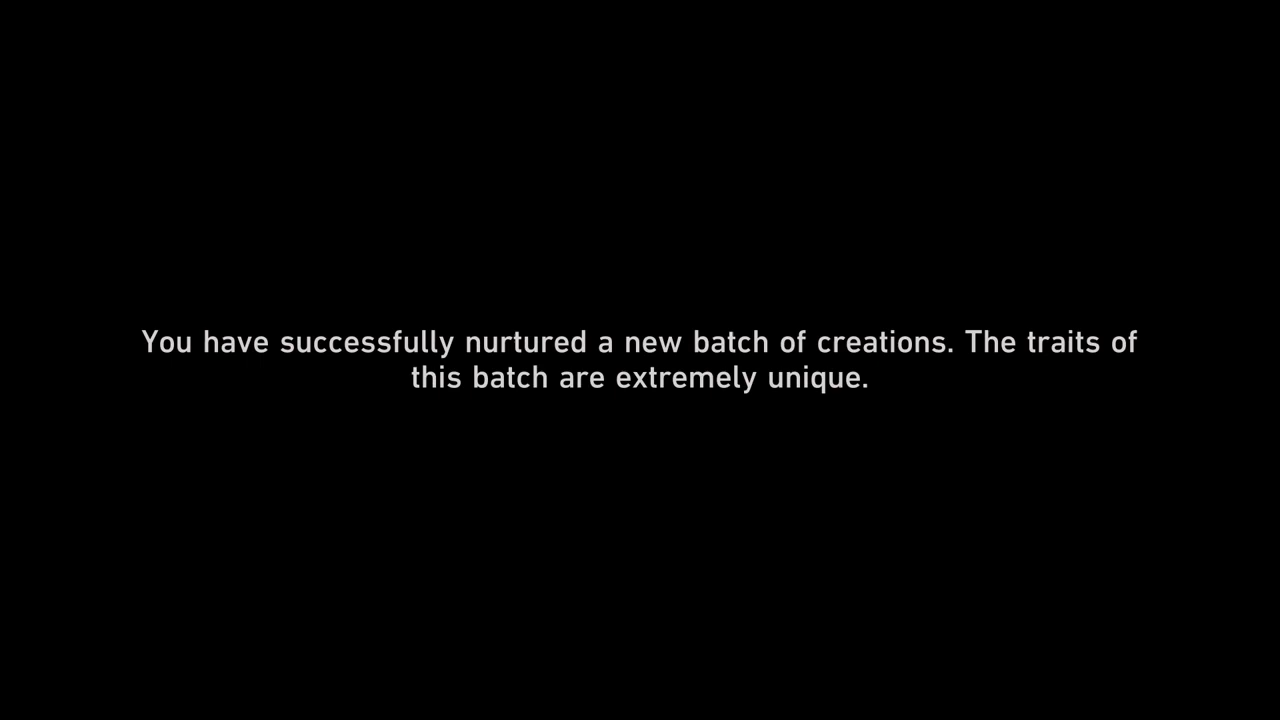 You have successfully nurtured a new batch of creations. The traits of
this batch are extremely unique.